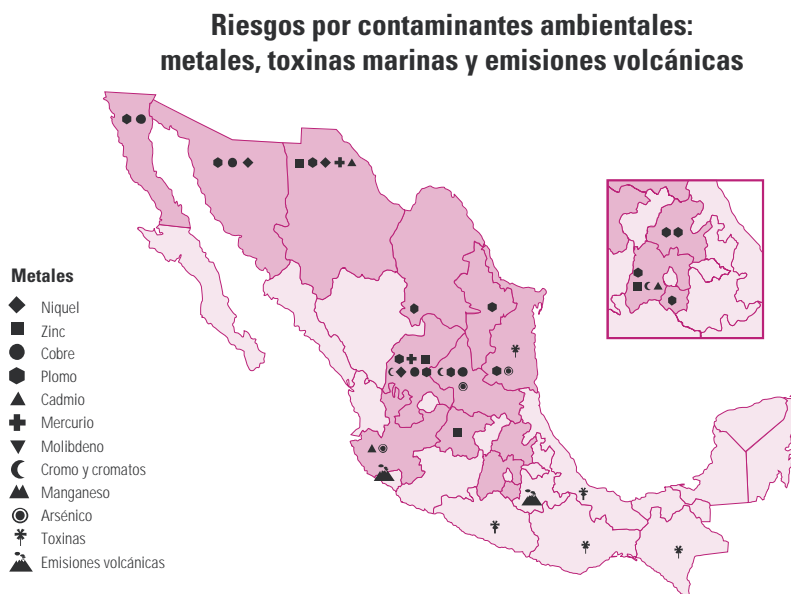 Riesgos por contaminantes ambientales:
metales, toxinas marinas y emisiones volcánicas
Metales
Niquel
Zinc
Cobre
Plomo
Cadmio
Mercurio
Molibdeno
Cromo y cromatos
Manganeso
Arsénico
Toxinas
Emisiones volcánicas